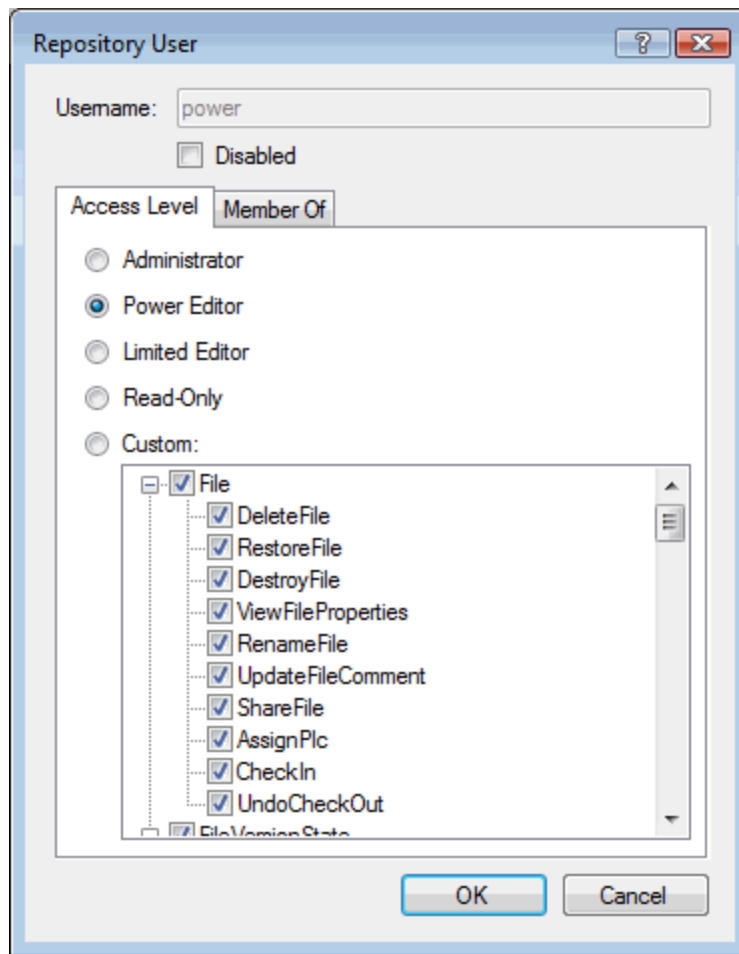 Repository User
Username: power
Disabled
Access Level Member Of
Administrator
Power Editor
Limited Editor
Read-Only
Custom:
File
DeleteFile
RestoreFile
DestroyFile
ViewFileProperties
RenameFile
UpdateFileComment
ShareFile
AssignPlc
CheckIn
UndoCheckOut
FileVersionState
OK Cancel